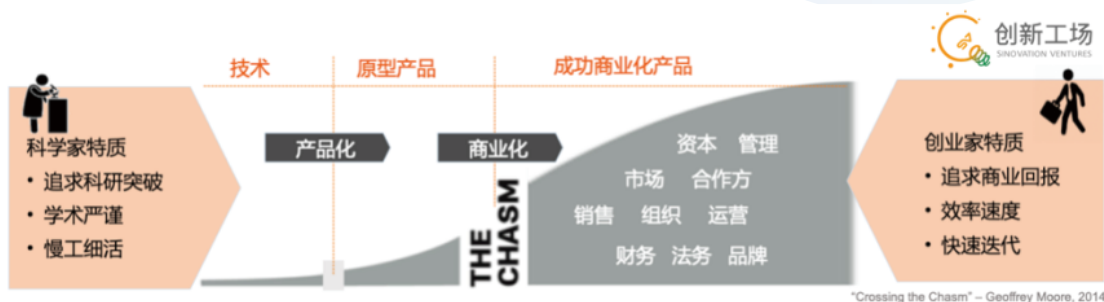 创新工场
SINOVATION VENTURES
技术
原型产品
成功商业化产品
科学家特质
• 追求科研突破
• 学术严谨
• 慢工细活
产品化
商业化
THE
CHASM
资本 管理
市场 合作方
销售 组织 运营
财务 法务 品牌
创业家特质
• 追求商业回报
• 效率速度
• 快速迭代
"Crossing the Chasm" – Geoffrey Moore, 2014